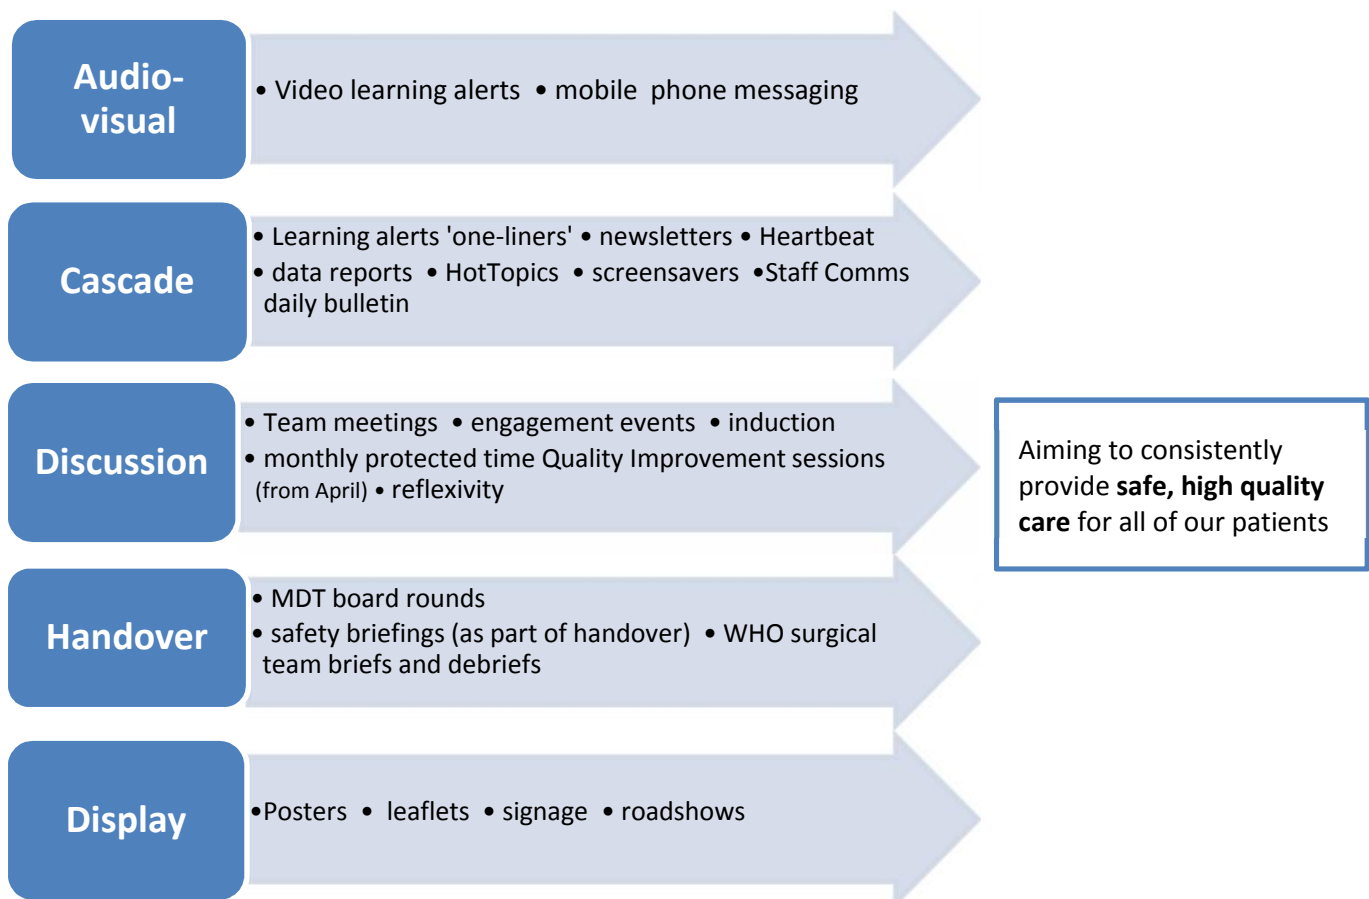 Audio-
visual
• Video learning alerts • mobile phone messaging
Cascade
• Learning alerts 'one-liners' • newsletters • Heartbeat
• data reports • HotTopics • screensavers •Staff Comms
daily bulletin
Discussion
• Team meetings • engagement events • induction
• monthly protected time Quality Improvement sessions
(from April) • reflexivity
Handover
• MDT board rounds
• safety briefings (as part of handover) • WHO surgical
team briefs and debriefs
Display
•Posters • leaflets • signage • roadshows
Aiming to consistently
provide safe, high quality
care for all of our patients